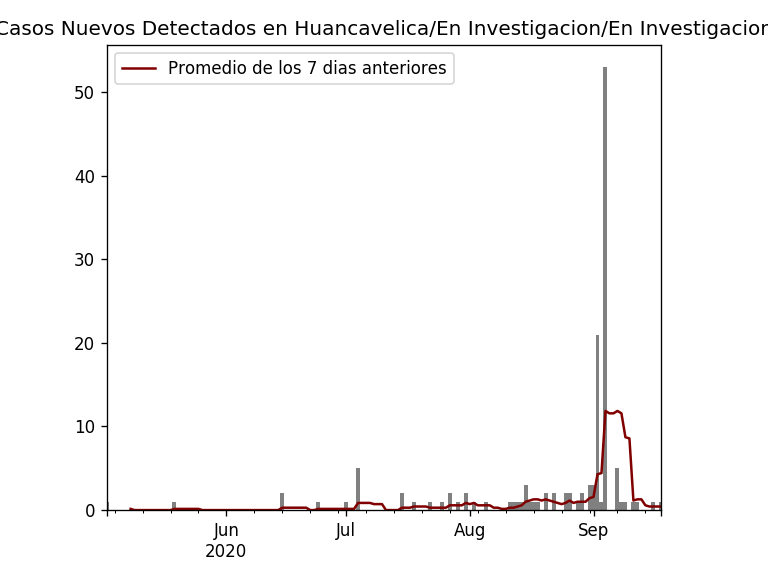 Casos Nuevos Detectados en Huancavelica/En Investigacion/En Investigacion
Promedio de los 7 dias anteriores
50
40
30
20
10
0
Jun Jul Aug Sep
2020